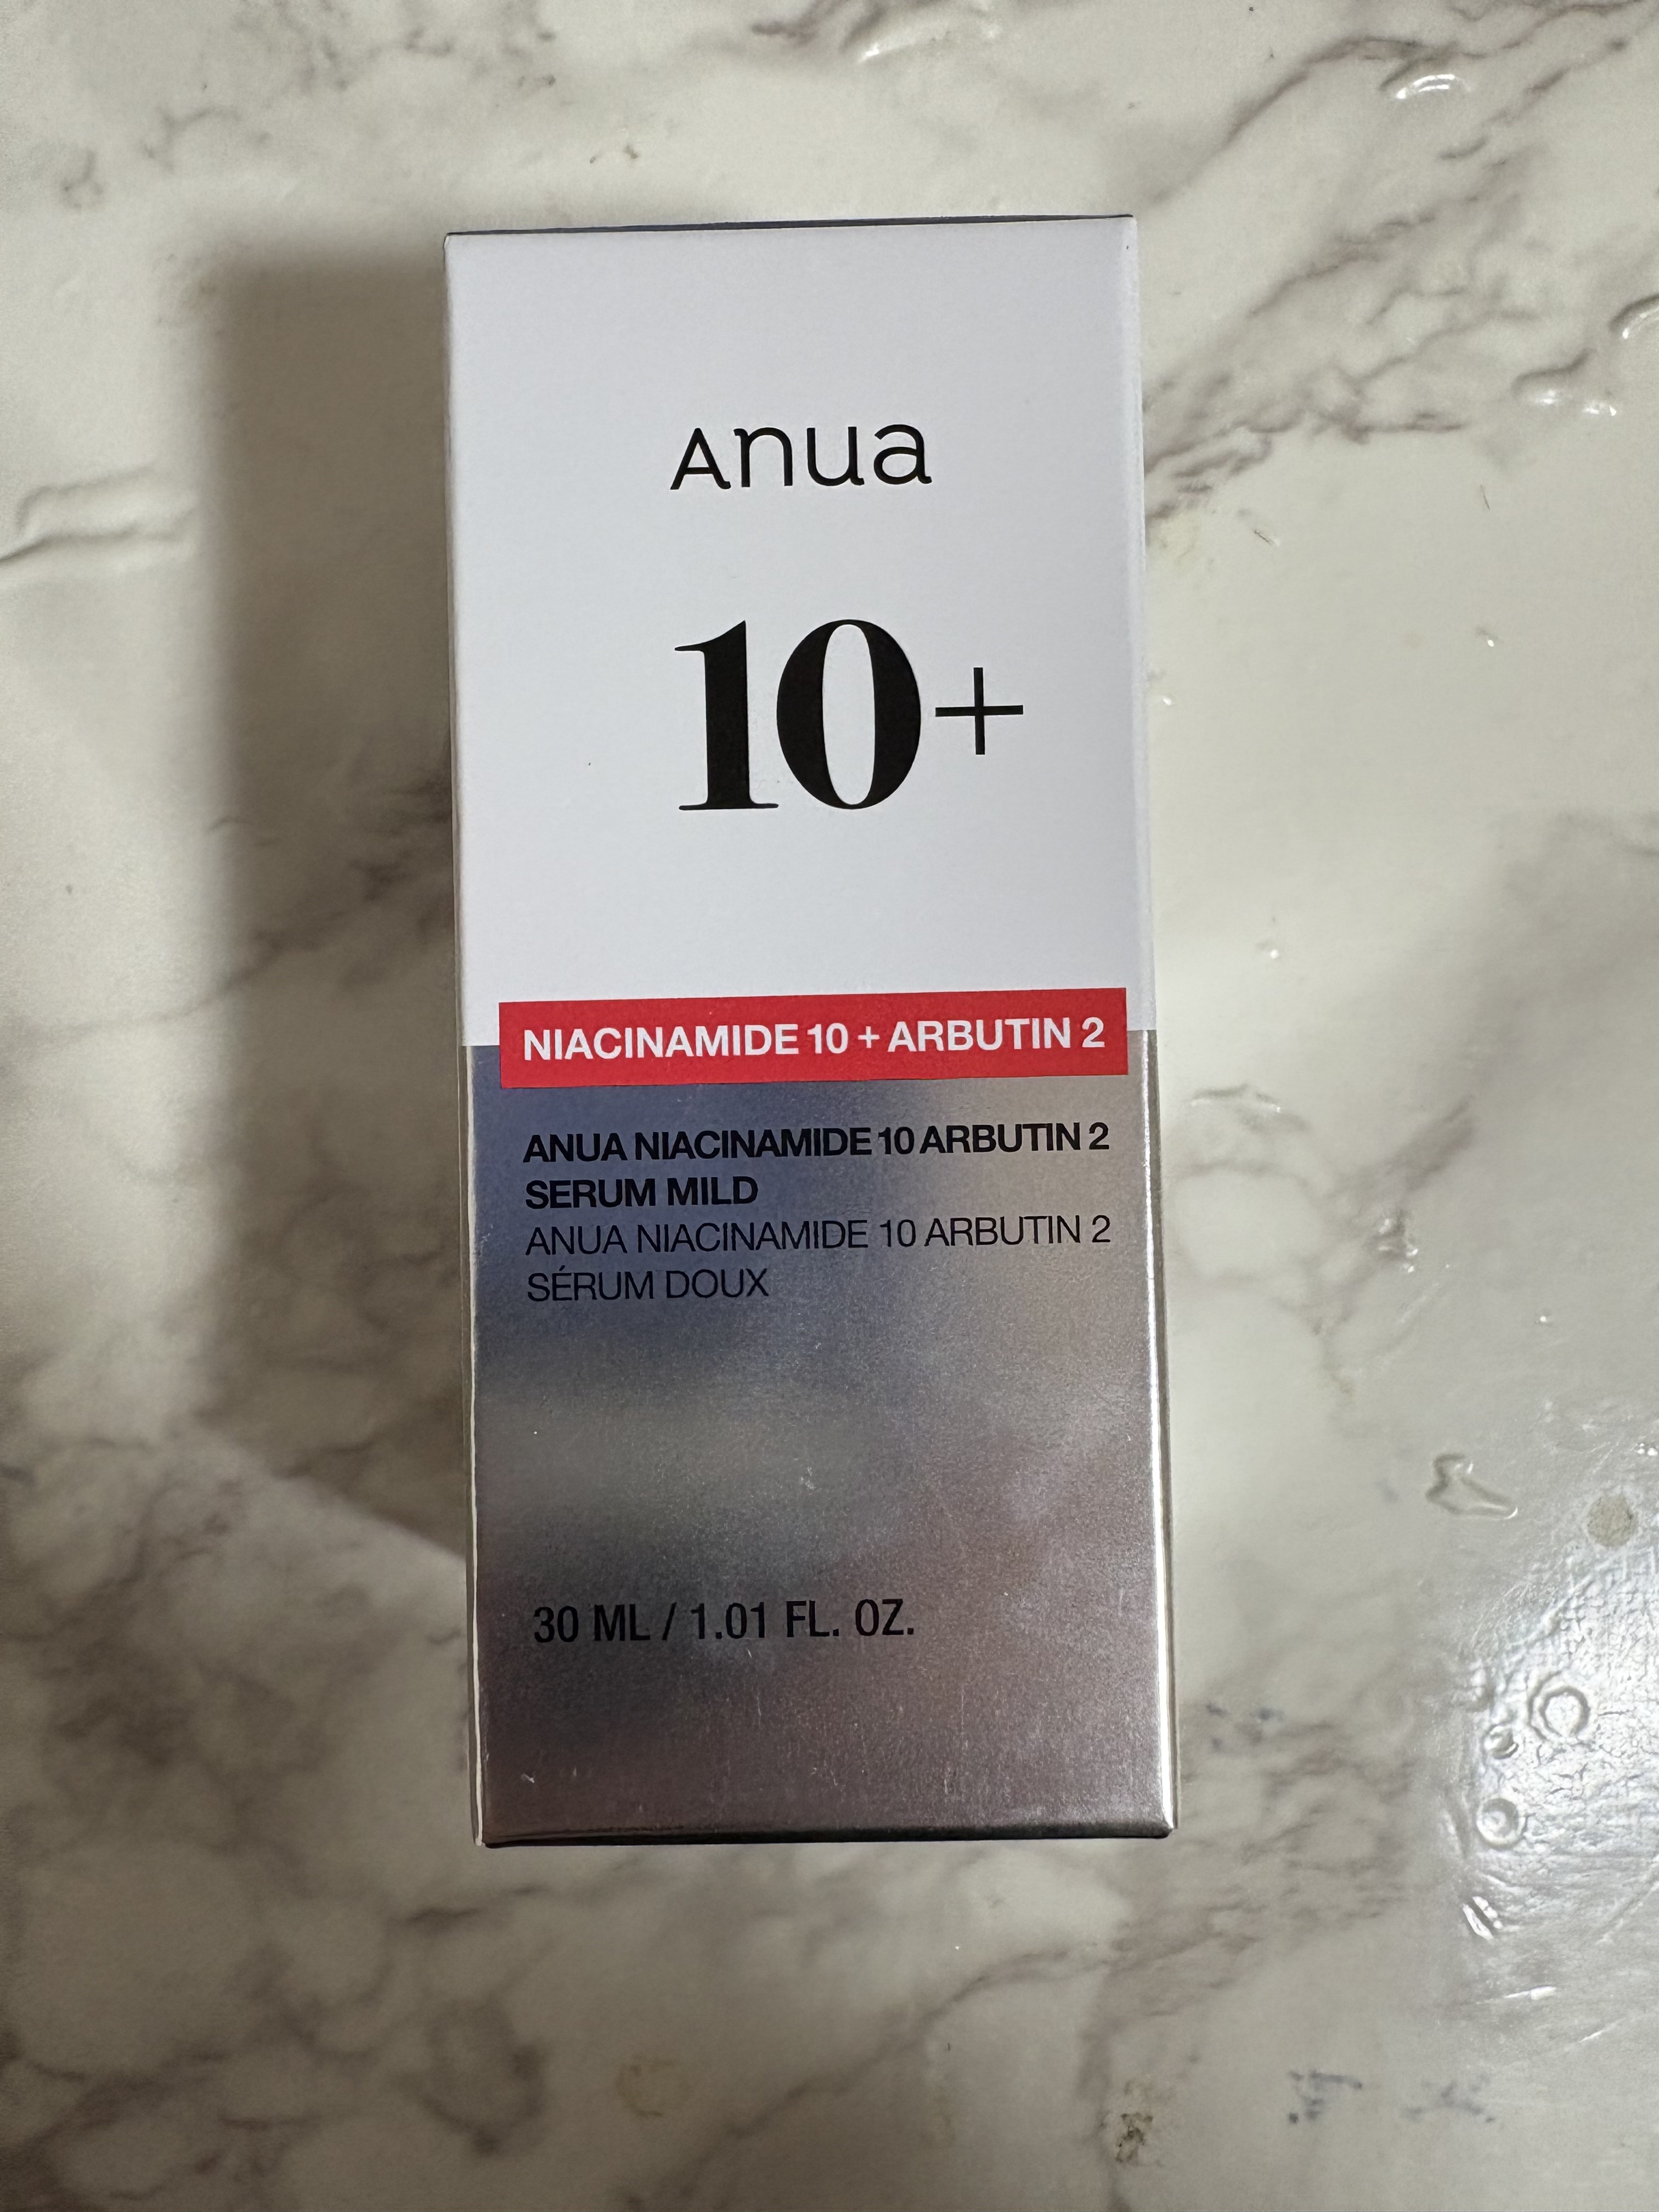 Anua
10+
NIACINAMIDE 10 + ARBUTIN 2
ANUA NIACINAMIDE 10 ARBUTIN 2
SERUM MILD
ANUA NIACINAMIDE 10 ARBUTIN 2
SÉRUM DOUX
30 ML / 1.01 FL. OZ.